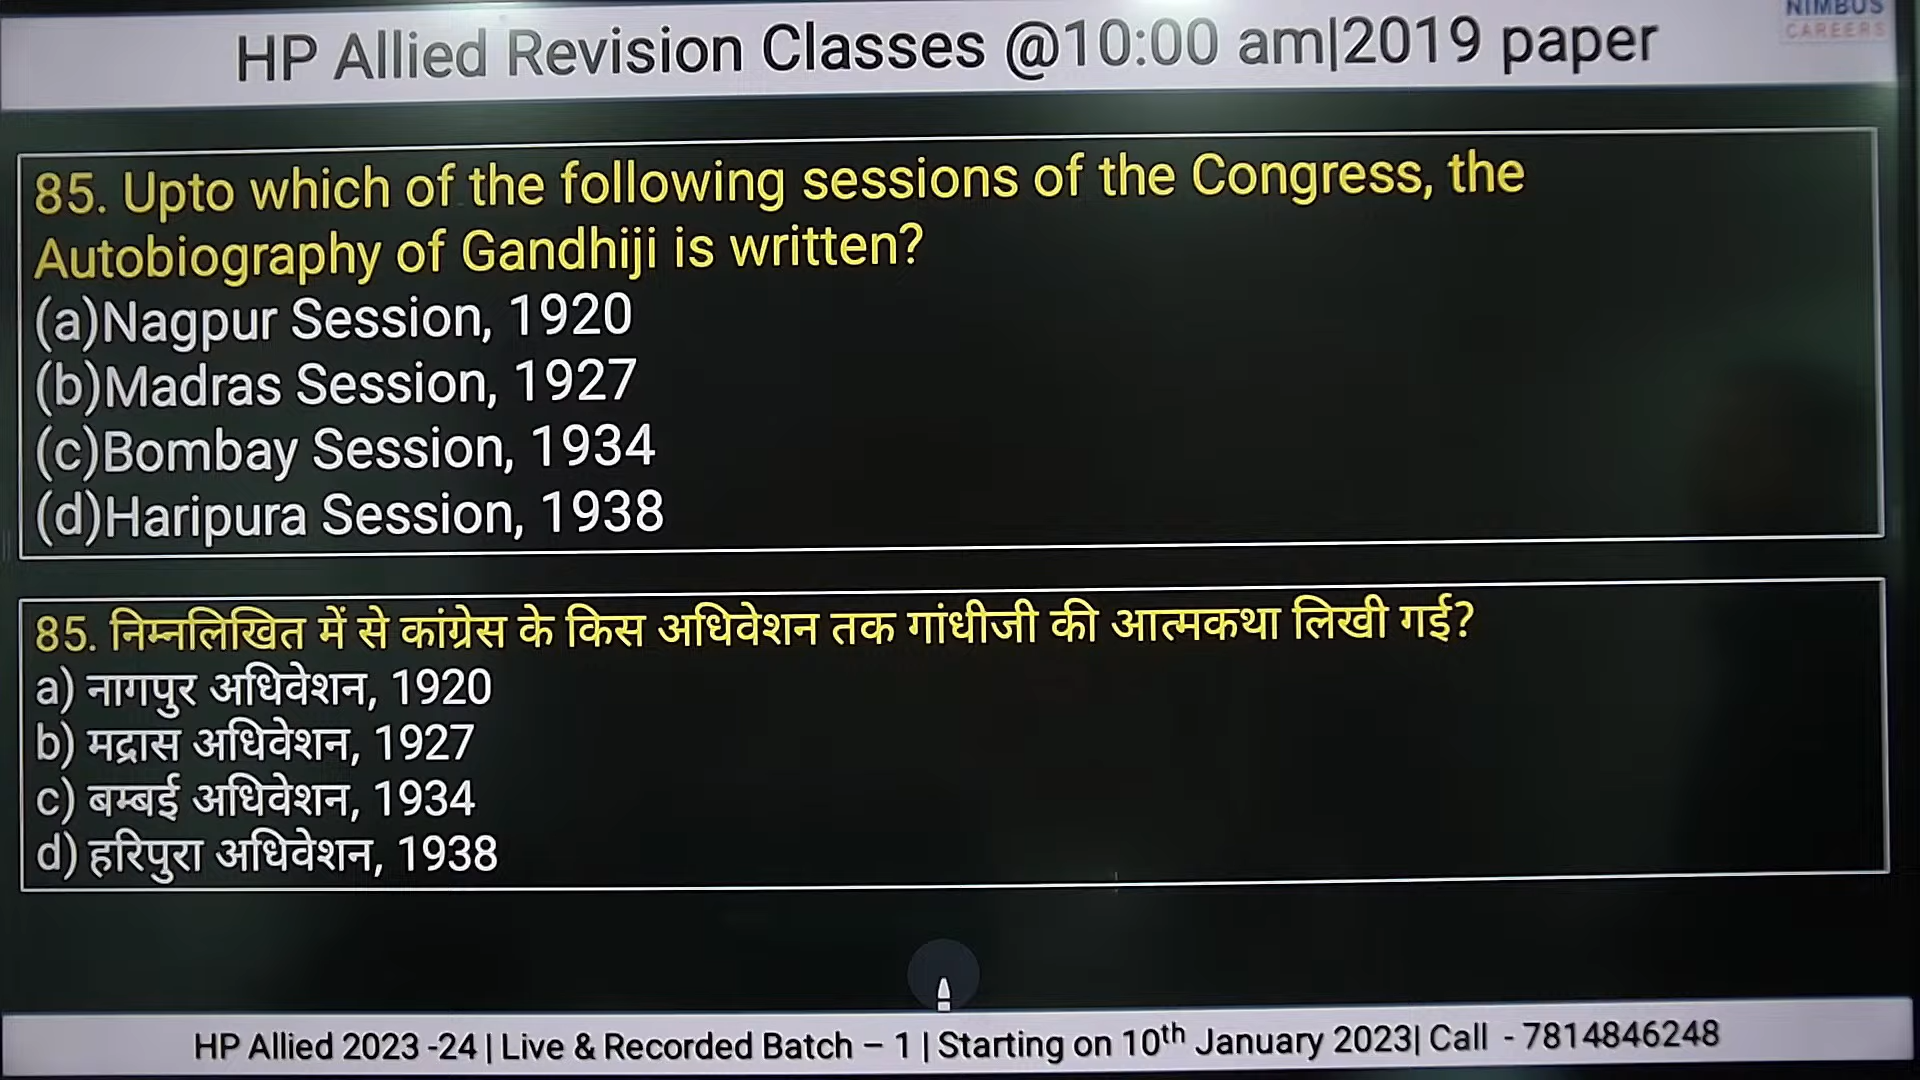 HP Allied Revision Classes @10:00 am|2019 paper
NIMBUS
CAREERS
85. Upto which of the following sessions of the Congress, the
Autobiography of Gandhiji is written?
(a)Nagpur Session, 1920
(b)Madras Session, 1927
(c)Bombay Session, 1934
(d)Haripura Session, 1938
85. निम्नलिखित में से कांग्रेस के किस अधिवेशन तक गांधीजी की आत्मकथा लिखी गई?
a) नागपुर अधिवेशन, 1920
b) मद्रास अधिवेशन, 1927
c) बम्बई अधिवेशन, 1934
d) हरिपुरा अधिवेशन, 1938
HP Allied 2023 -24 | Live & Recorded Batch – 1 | Starting on 10th January 2023| Call - 7814846248